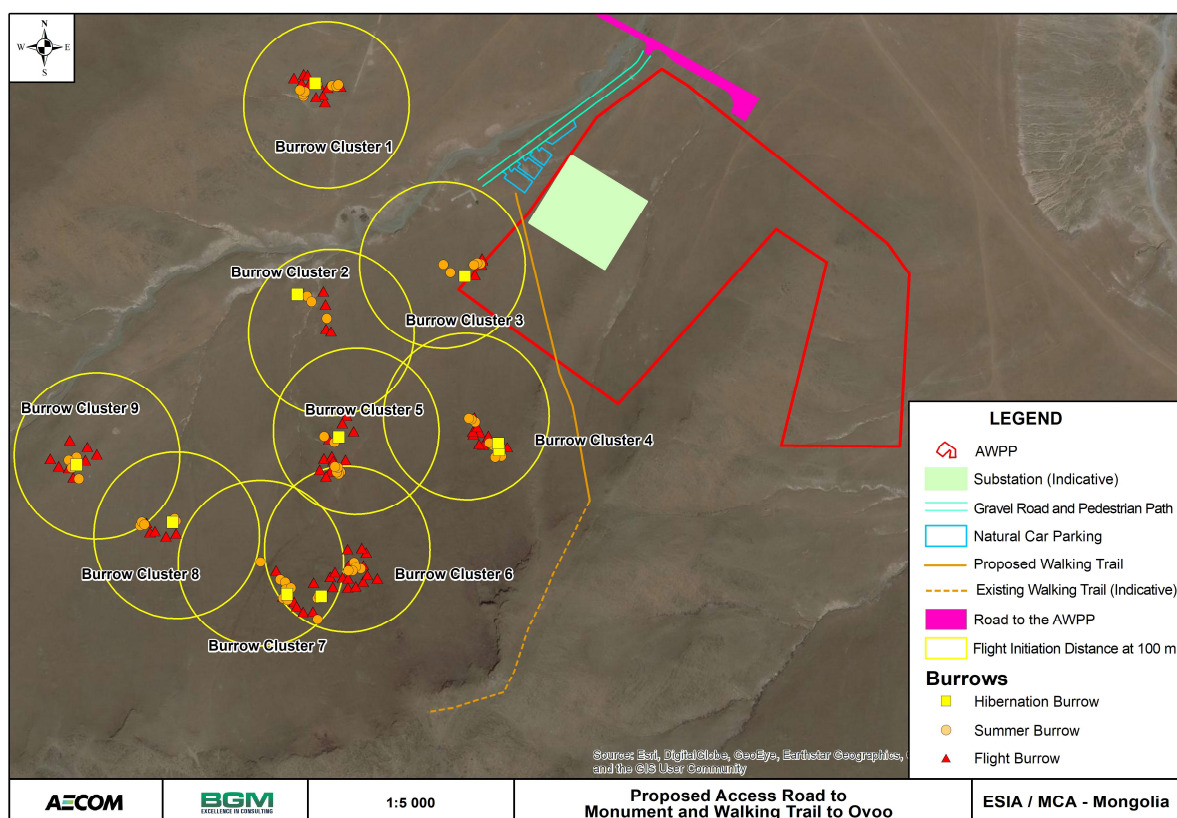 N
W E
S
Burrow Cluster 1
Burrow Cluster 2
Burrow Cluster 3
Burrow Cluster 5
Burrow Cluster 9
Burrow Cluster 4
Burrow Cluster 8
Burrow Cluster 6
Burrow Cluster 7
LEGEND
AWPP
Substation (Indicative)
Gravel Road and Pedestrian Path
Natural Car Parking
Proposed Walking Trail
Existing Walking Trail (Indicative)
Road to the AWPP
Flight Initiation Distance at 100 m
Burrows
Hibernation Burrow
Summer Burrow
Flight Burrow
Source: Esri, DigitalGlobe, GeoEye, Earthstar Geographics,
and the GIS User Community
AECOM
BGM
EXCELLENCE IN CONSULTING
1:5 000
Proposed Access Road to
Monument and Walking Trail to Ovoo
ESIA / MCA - Mongolia